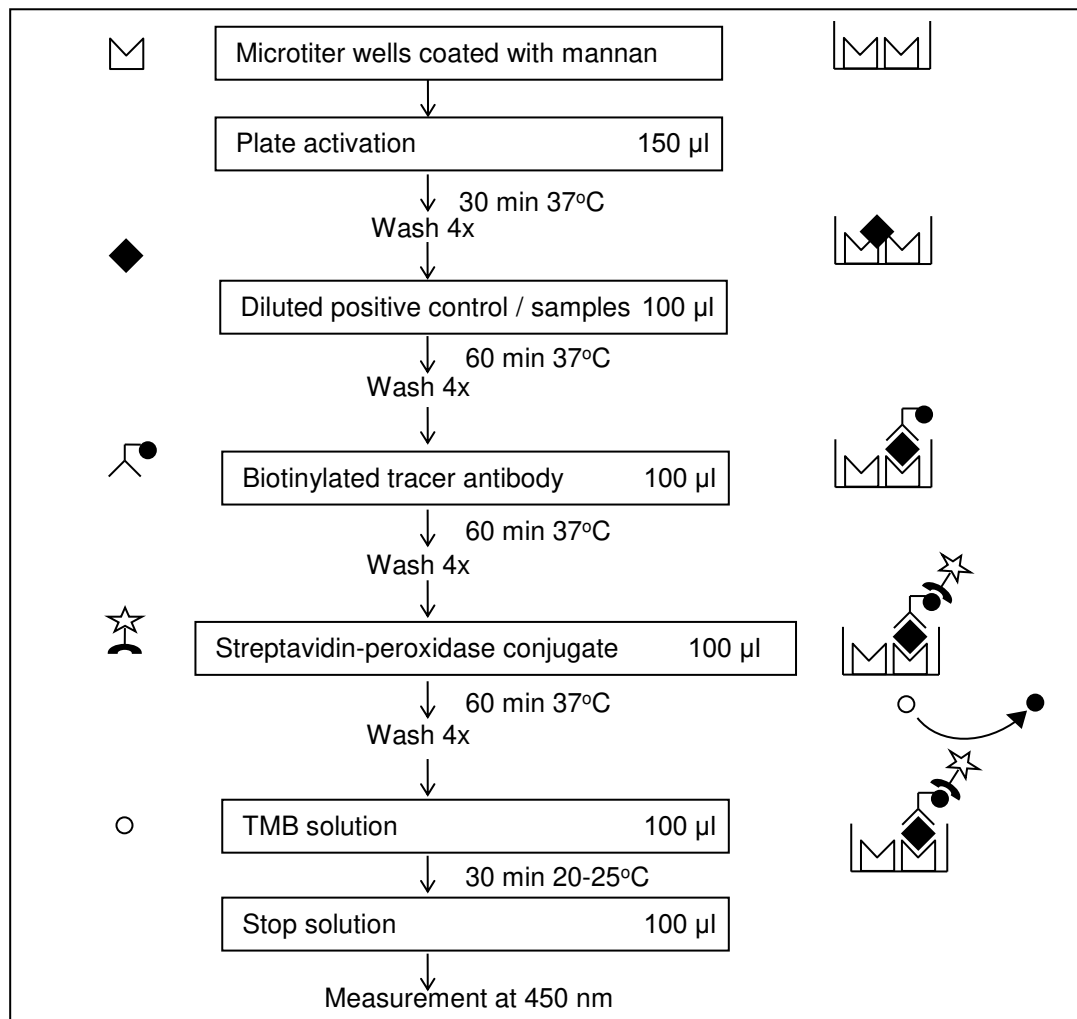 Microtiter wells coated with mannan
Plate activation 150 µl
30 min 37°C
Wash 4x
Diluted positive control / samples 100 µl
60 min 37°C
Wash 4x
Biotinylated tracer antibody 100 µl
60 min 37°C
Wash 4x
Streptavidin-peroxidase conjugate 100 µl
60 min 37°C
Wash 4x
TMB solution 100 µl
30 min 20-25°C
Stop solution 100 µl
Measurement at 450 nm